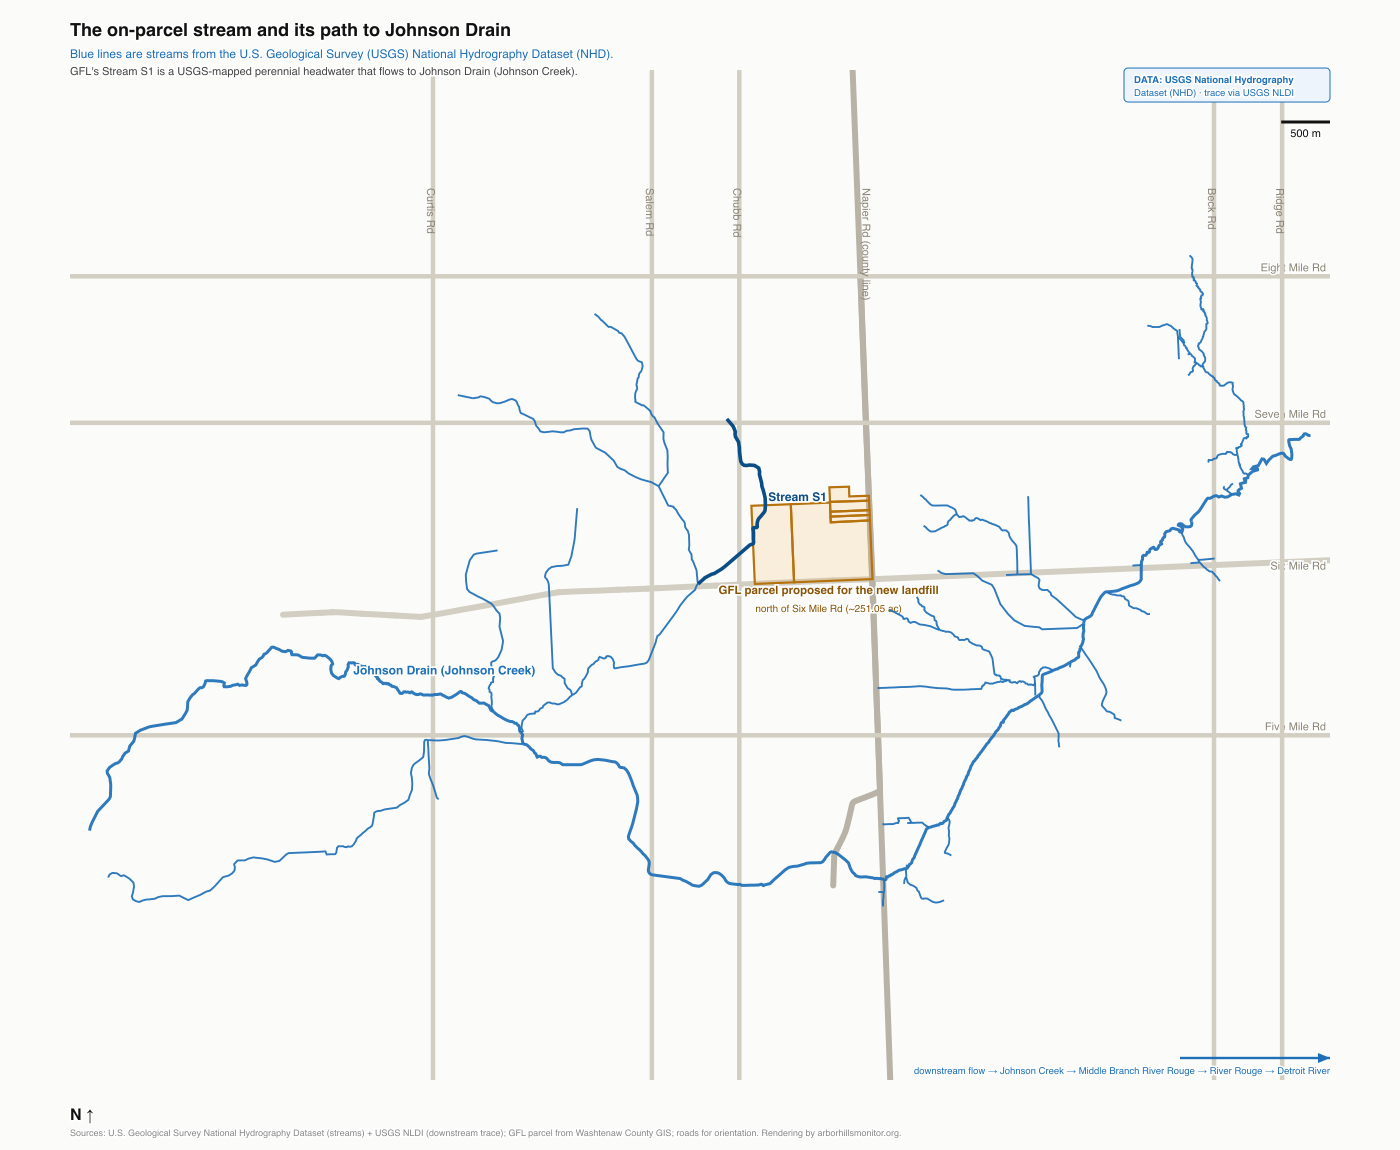 The on-parcel stream and its path to Johnson Drain
Blue lines are streams from the U.S. Geological Survey (USGS) National Hydrography Dataset (NHD).
GFL's Stream S1 is a USGS-mapped perennial headwater that flows to Johnson Drain (Johnson Creek).
DATA: USGS National Hydrography
Dataset (NHD) · trace via USGS NLDI
500 m
Curtis Rd
Salem Rd
Chubb Rd
Napier Rd (county line)
Beck Rd
Ridge Rd
Eight Mile Rd
Seven Mile Rd
Stream S1
Six Mile Rd
GFL parcel proposed for the new landfill
north of Six Mile Rd (~251.05 ac)
Johnson Drain (Johnson Creek)
Five Mile Rd
downstream flow → Johnson Creek → Middle Branch River Rouge → River Rouge → Detroit River
N ↑
Sources: U.S. Geological Survey National Hydrography Dataset (streams) + USGS NLDI (downstream trace); GFL parcel from Washtenaw County GIS; roads for orientation. Rendering by arborhillsmonitor.org.